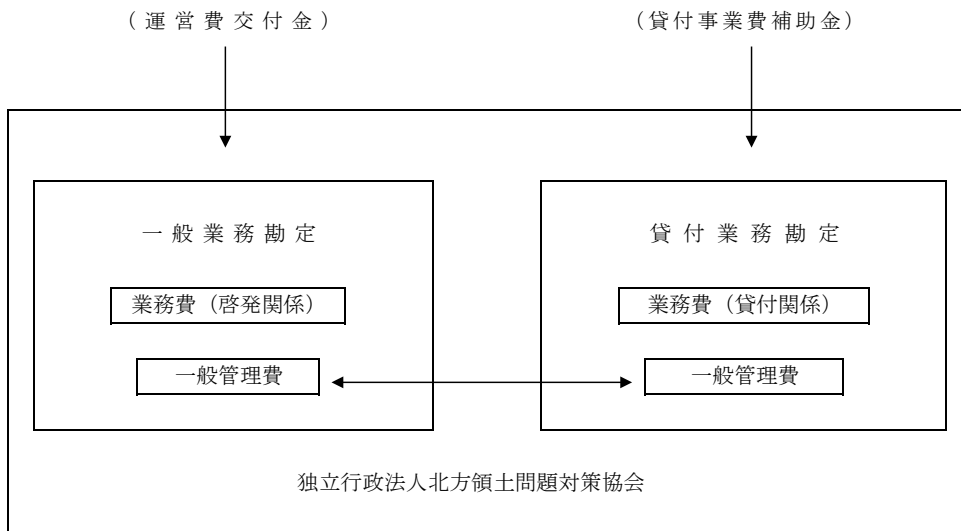 （運営費交付金）
（貸付事業費補助金）
一般業務勘定
業務費（啓発関係）
一般管理費
貸付業務勘定
業務費（貸付関係）
一般管理費
独立行政法人北方領土問題対策協会